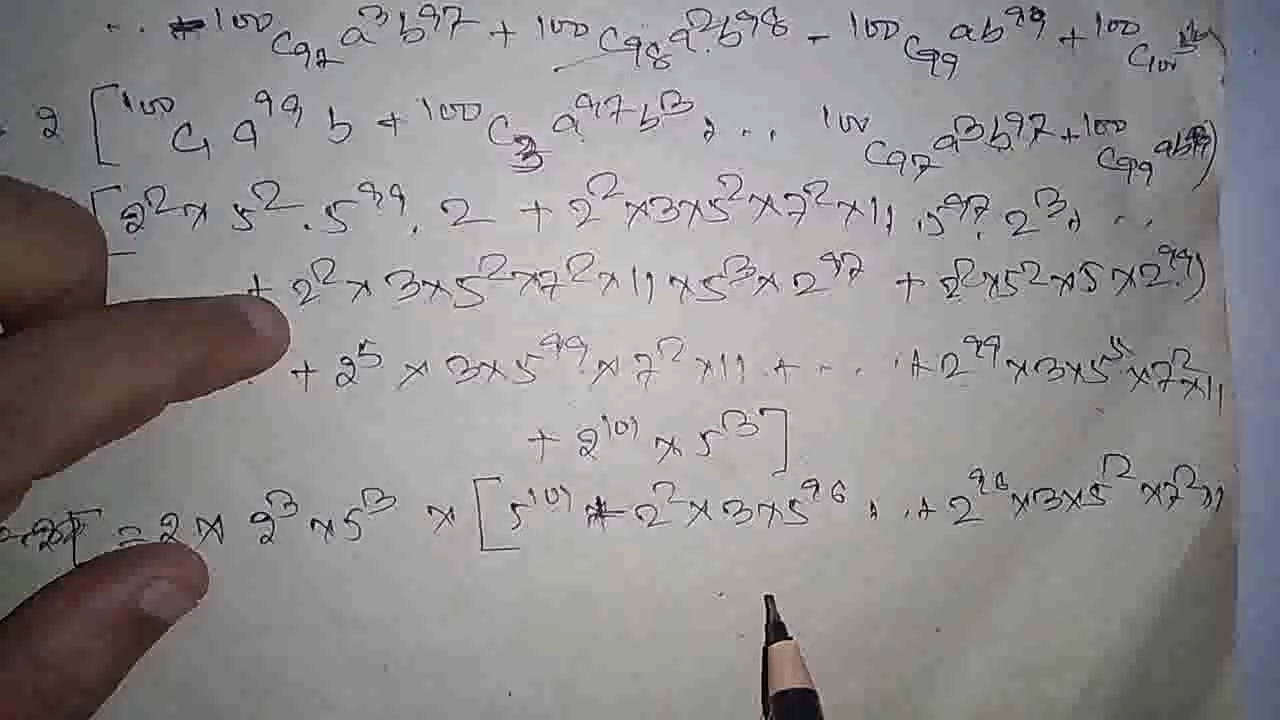 ... - ¹⁰⁰C₉₇ a³b⁹⁷ + ¹⁰⁰C₉₈ a²b⁹⁸ - ¹⁰⁰C₉₉ ab⁹⁹ + ¹⁰⁰C₁₀₀
2 [ ¹⁰⁰C₁ a⁹⁹ b + ¹⁰⁰C₃ a⁹⁷b³ + ... ¹⁰⁰C₉₇ a³b⁹⁷ + ¹⁰⁰C₉₉ ab⁹⁹ )
[ 2² × 5² . 5⁹⁹ . 2 + 2² × 3 × 5² × 7² × 11 . 5⁹⁷ . 2³ + ...
+ 2² × 3 × 5² × 7² × 11 × 5³ × 2⁹⁷ + 2² × 5² × 5 × 2⁹⁹ )
+ 2⁵ × 3 × 5⁹⁹ × 7² × 11 + ... + 2⁹⁹ × 3 × 5⁵ × 7² × 11
+ 2¹⁰¹ × 5³ ]
= 2 × 2³ × 5³ × [ 5¹⁰¹ + 2² × 3 × 5⁹⁶ . . + 2⁹⁶ × 3 × 5² × 7² × 11